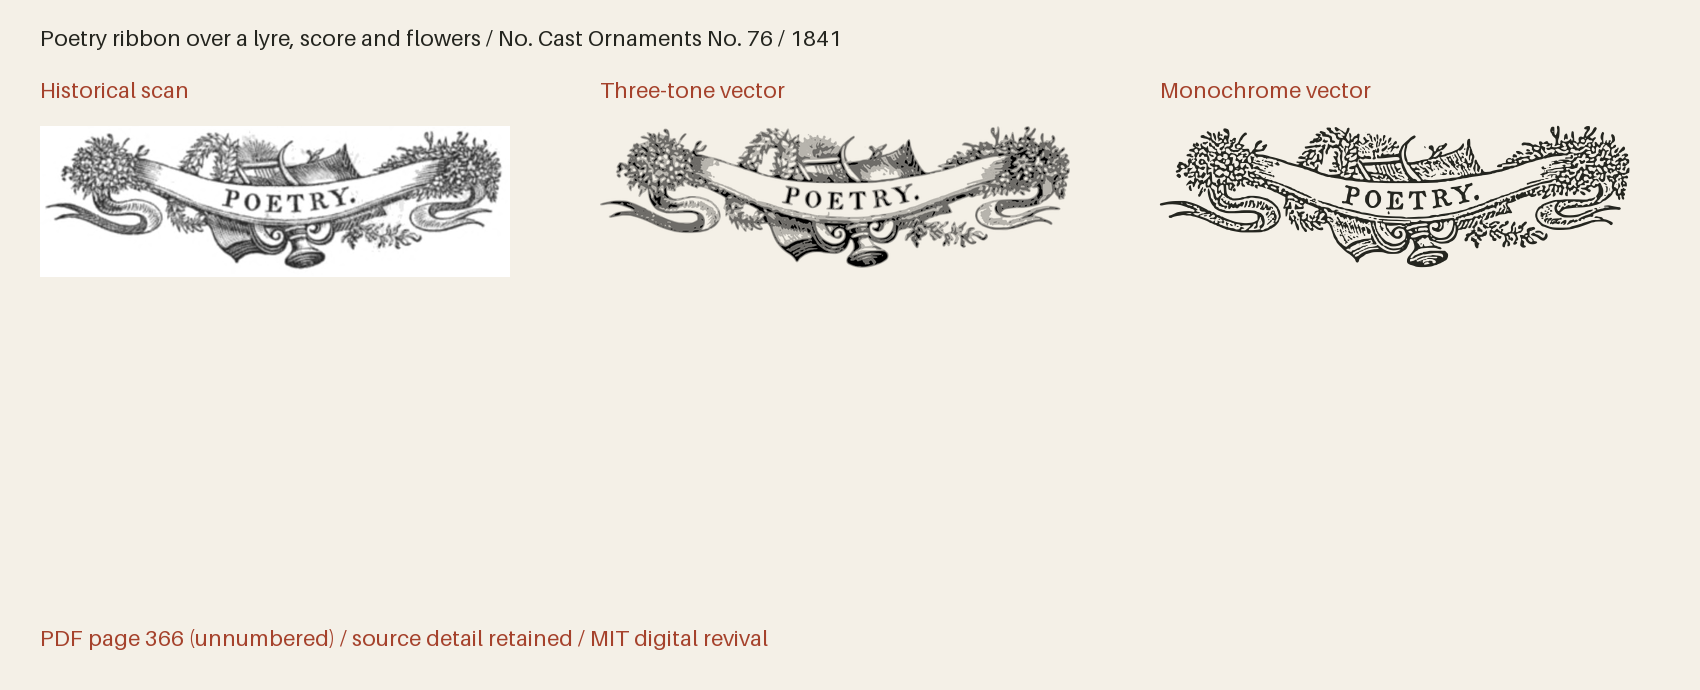 Poetry ribbon over a lyre, score and flowers / No. Cast Ornaments No. 76 / 1841
Historical scan
Three-tone vector
Monochrome vector
POETRY.
POETRY.
POETRY.
PDF page 366 (unnumbered) / source detail retained / MIT digital revival